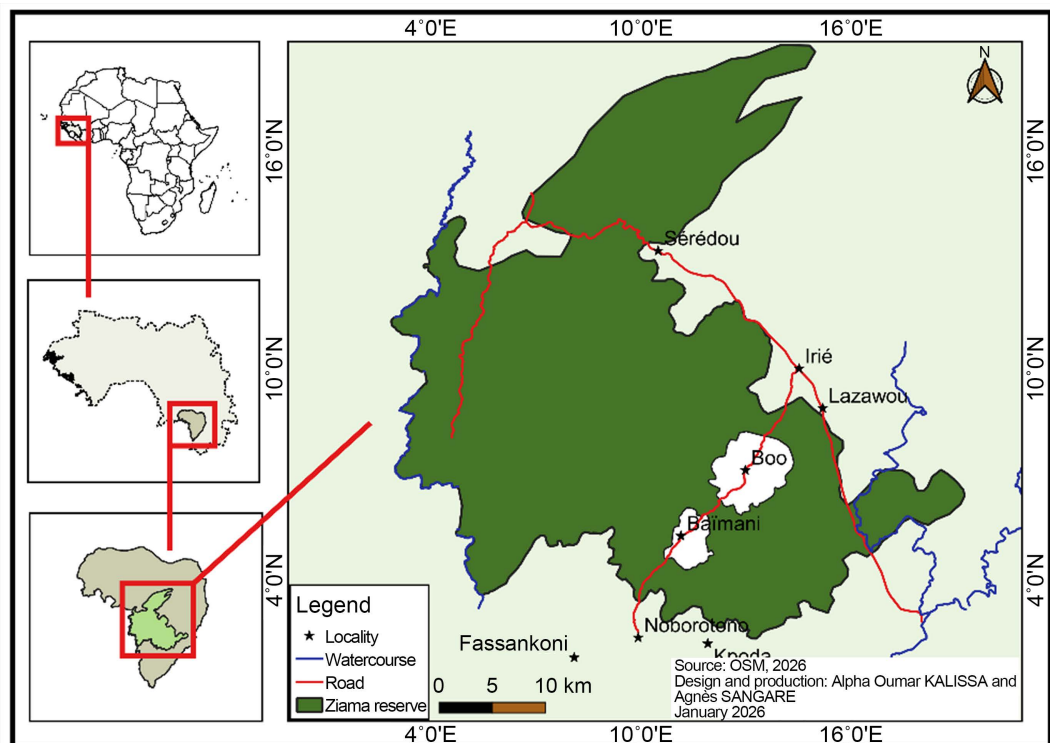 4°0'E 10°0'E 16°0'E
N
16°0'N
16°0'N
Sérédou
Irié
10°0'N
10°0'N
Lazawou
Boo
Baïmani
4°0'N
4°0'N
Noborotono
Fassankoni
Kpoda
Legend
Locality
Watercourse
Road
Ziama reserve
0 5 10 km
Source: OSM, 2026
Design and production: Alpha Oumar KALISSA and
Agnès SANGARE
January 2026
4°0'E 10°0'E 16°0'E